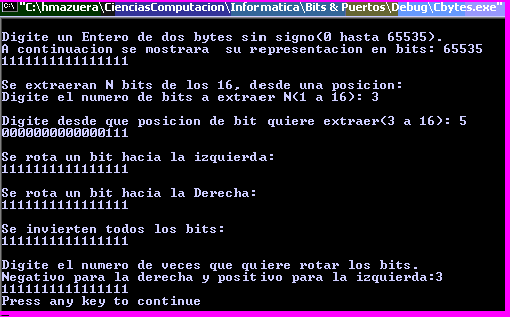 "C:\hmazuera\CienciasComputacion\Informatica\Bits & Puertos\Debug\Cbytes.exe"
Digite un Entero de dos bytes sin signo(0 hasta 65535).
A continuacion se mostrara  su representacion en bits: 65535
1111111111111111
Se extraeran N bits de los 16, desde una posicion:
Digite el numero de bits a extraer N(1 a 16): 3
Digite desde que posicion de bit quiere extraer(3 a 16): 5
0000000000000111
Se rota un bit hacia la izquierda:
1111111111111111
Se rota un bit hacia la Derecha:
1111111111111111
Se invierten todos los bits:
1111111111111111
Digite el numero de veces que quiere rotar los bits.
Negativo para la derecha y positivo para la izquierda:3
1111111111111111
Press any key to continue